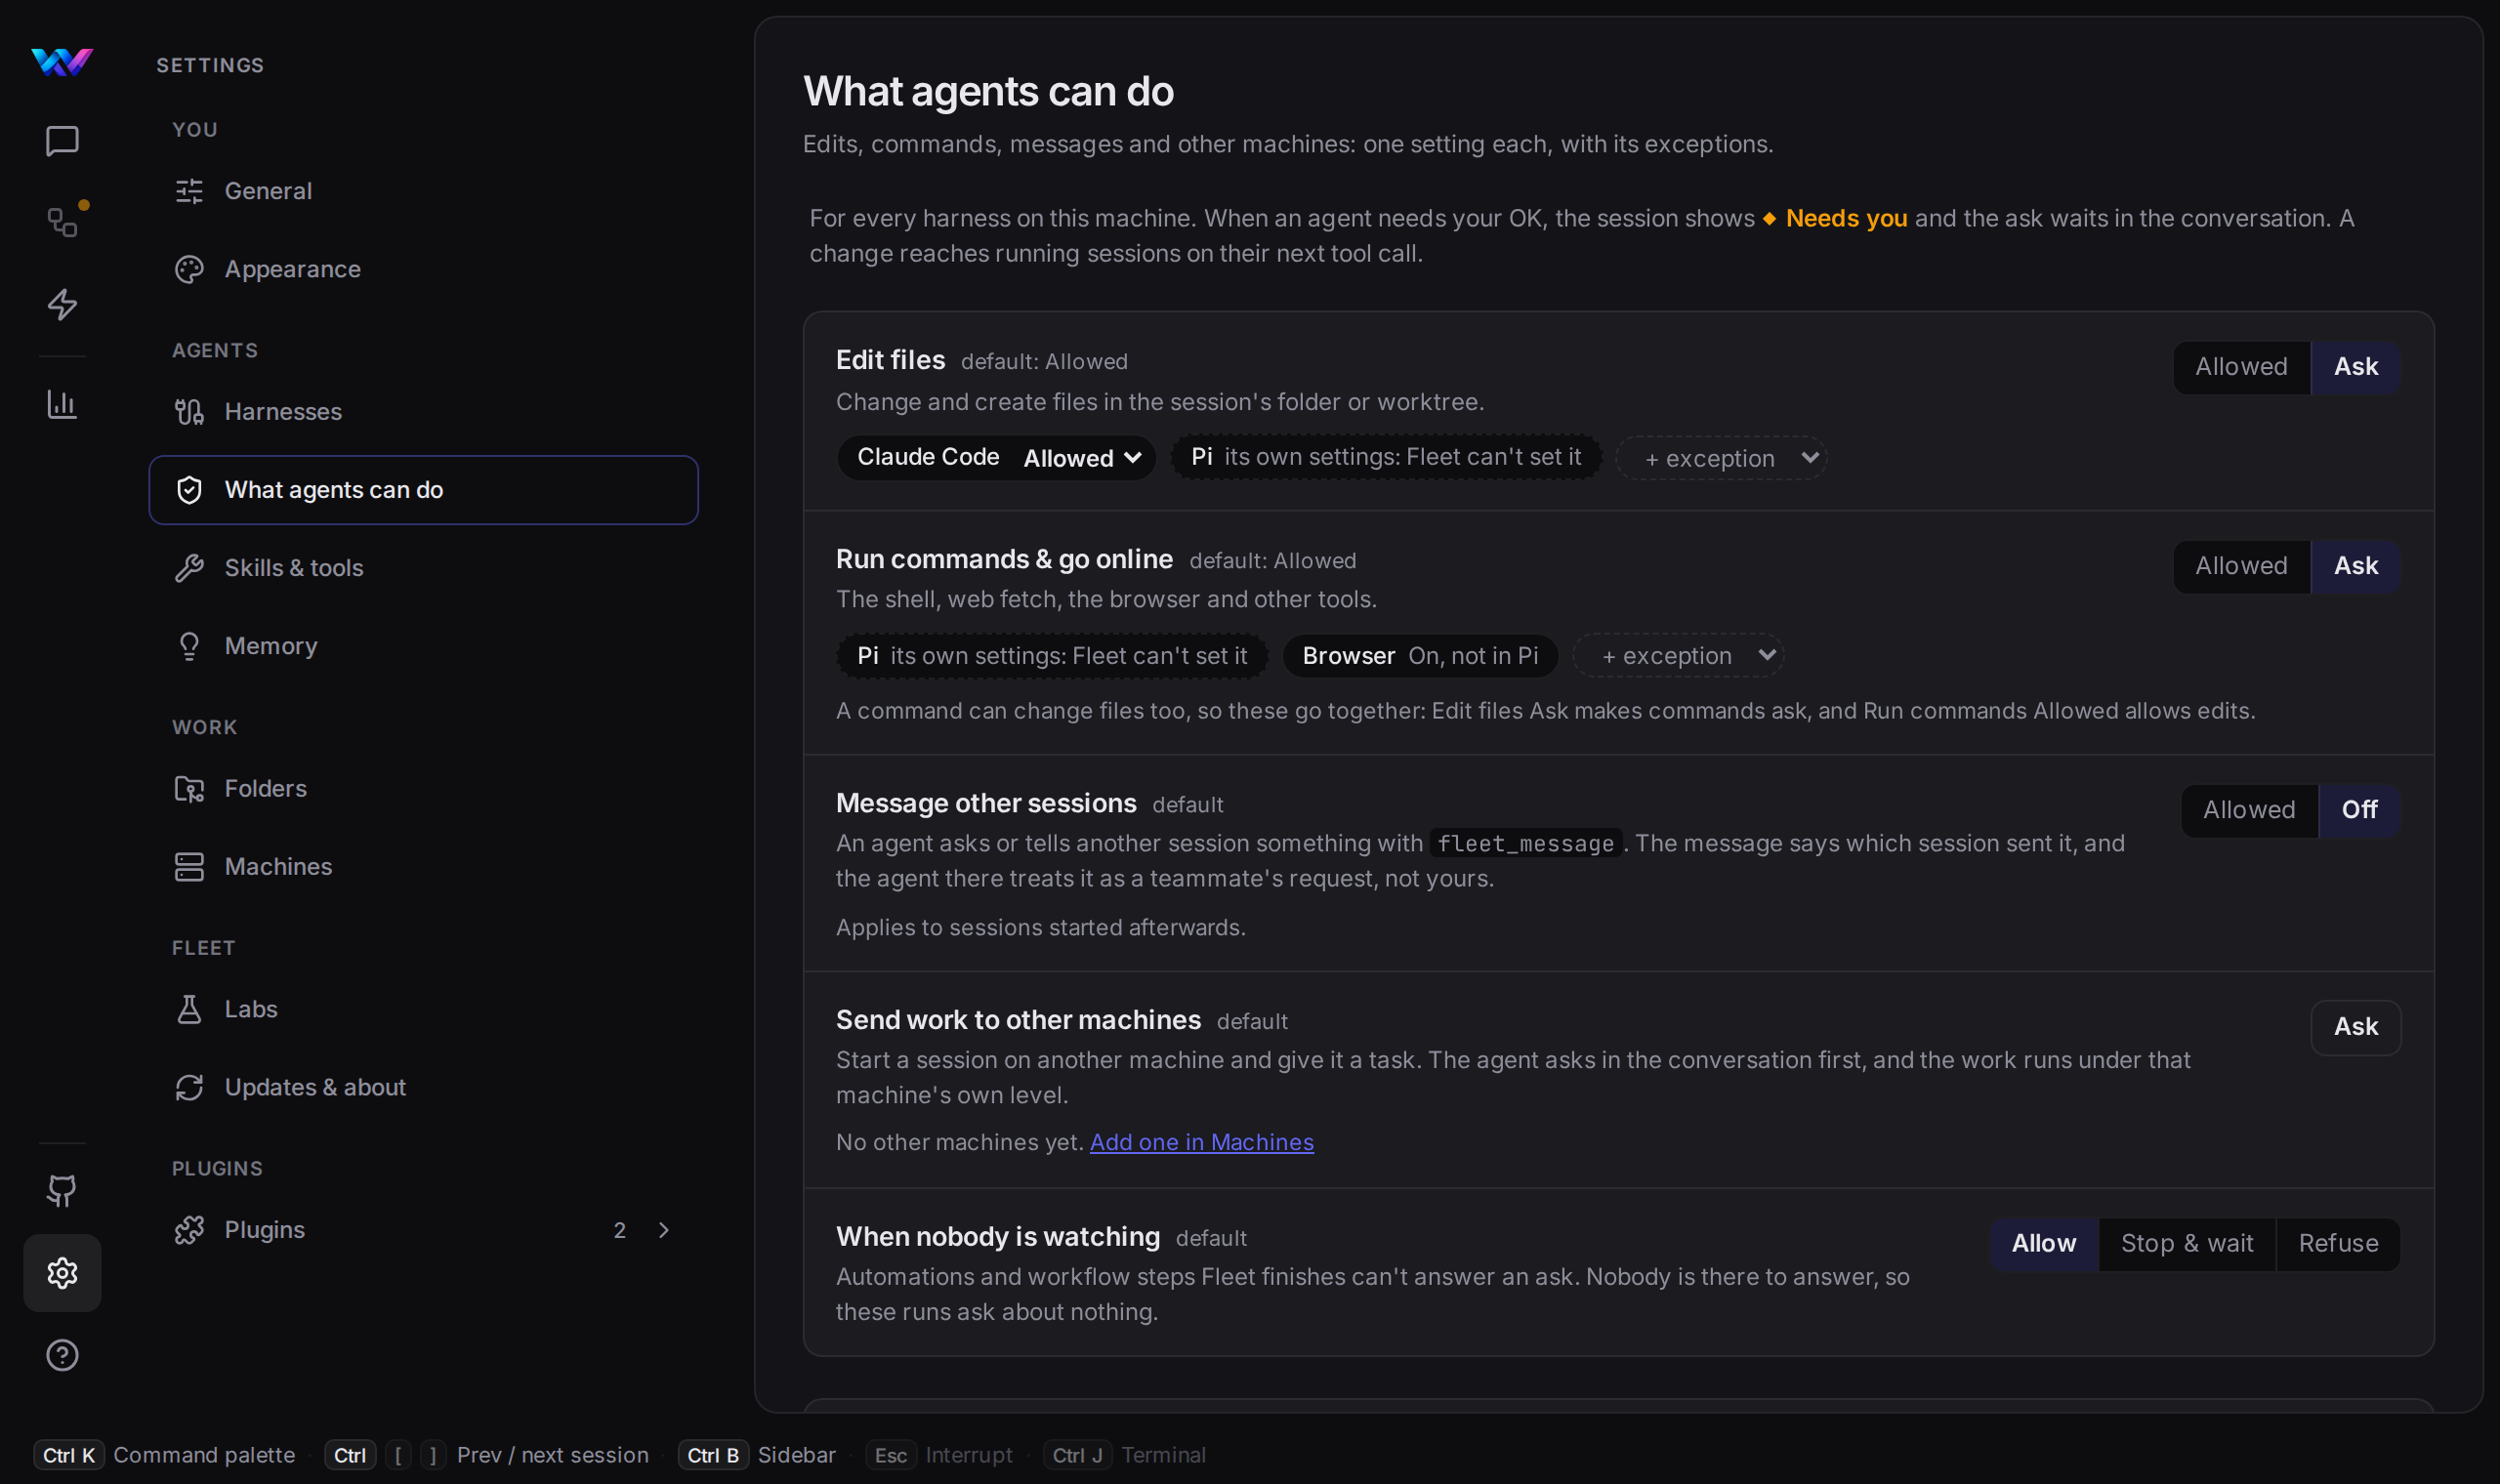 SETTINGS
YOU
General
Appearance
AGENTS
Harnesses
What agents can do
Skills & tools
Memory
WORK
Folders
Machines
FLEET
Labs
Updates & about
PLUGINS
Plugins 2
What agents can do
Edits, commands, messages and other machines: one setting each, with its exceptions.
For every harness on this machine. When an agent needs your OK, the session shows ◆ Needs you and the ask waits in the conversation. A
change reaches running sessions on their next tool call.
Edit files default: Allowed
Allowed Ask
Change and create files in the session's folder or worktree.
Claude Code Allowed Pi its own settings: Fleet can't set it + exception
Run commands & go online default: Allowed
Allowed Ask
The shell, web fetch, the browser and other tools.
Pi its own settings: Fleet can't set it Browser On, not in Pi + exception
A command can change files too, so these go together: Edit files Ask makes commands ask, and Run commands Allowed allows edits.
Message other sessions default
Allowed Off
An agent asks or tells another session something with fleet_message. The message says which session sent it, and
the agent there treats it as a teammate's request, not yours.
Applies to sessions started afterwards.
Send work to other machines default
Ask
Start a session on another machine and give it a task. The agent asks in the conversation first, and the work runs under that
machine's own level.
No other machines yet. Add one in Machines
When nobody is watching default
Allow Stop & wait Refuse
Automations and workflow steps Fleet finishes can't answer an ask. Nobody is there to answer, so
these runs ask about nothing.
Ctrl K Command palette · Ctrl [ ] Prev / next session · Ctrl B Sidebar · Esc Interrupt · Ctrl J Terminal